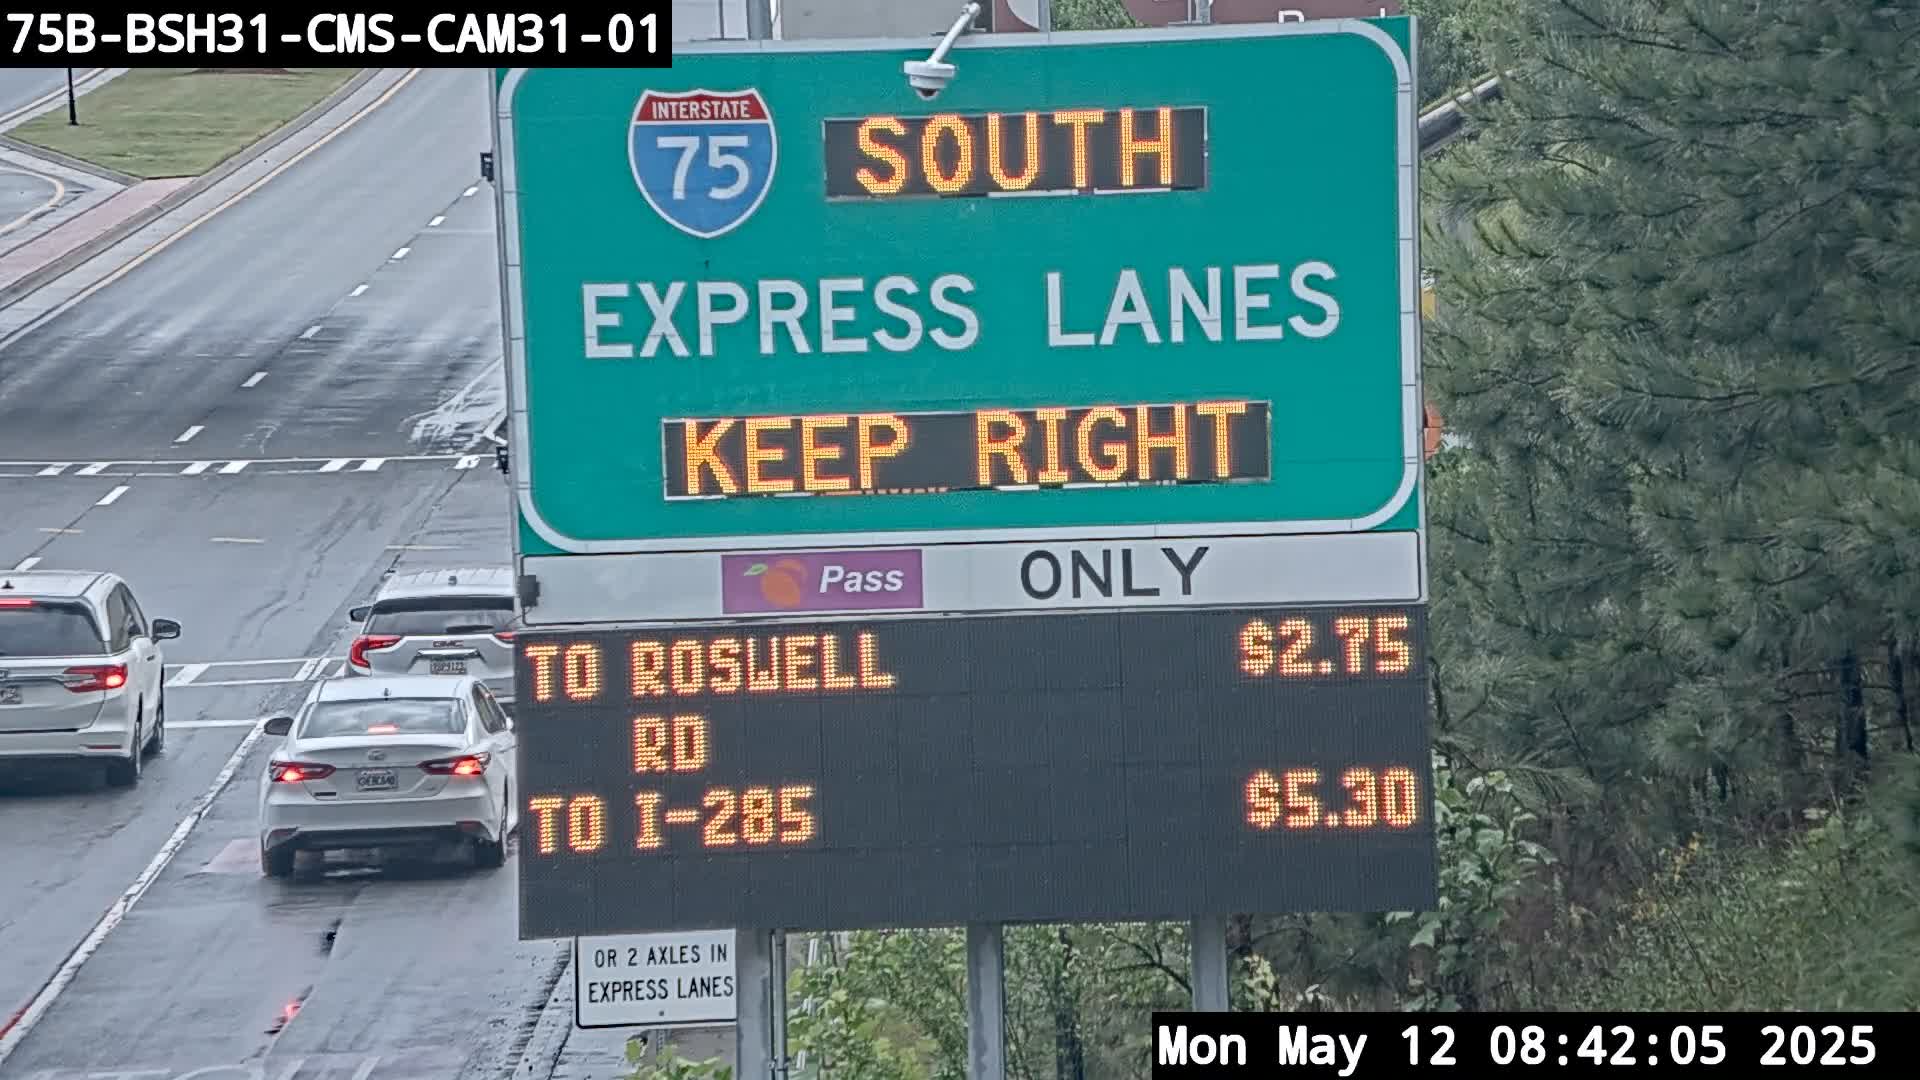 75B-BSH31-CMS-CAM31-01
INTERSTATE
75
SOUTH
EXPRESS LANES
KEEP RIGHT
Pass
ONLY
TO ROSWELL $2.75
RD
TO I-285 $5.30
GMC
OR 2 AXLES IN
EXPRESS LANES
Mon May 12 08:42:05 2025